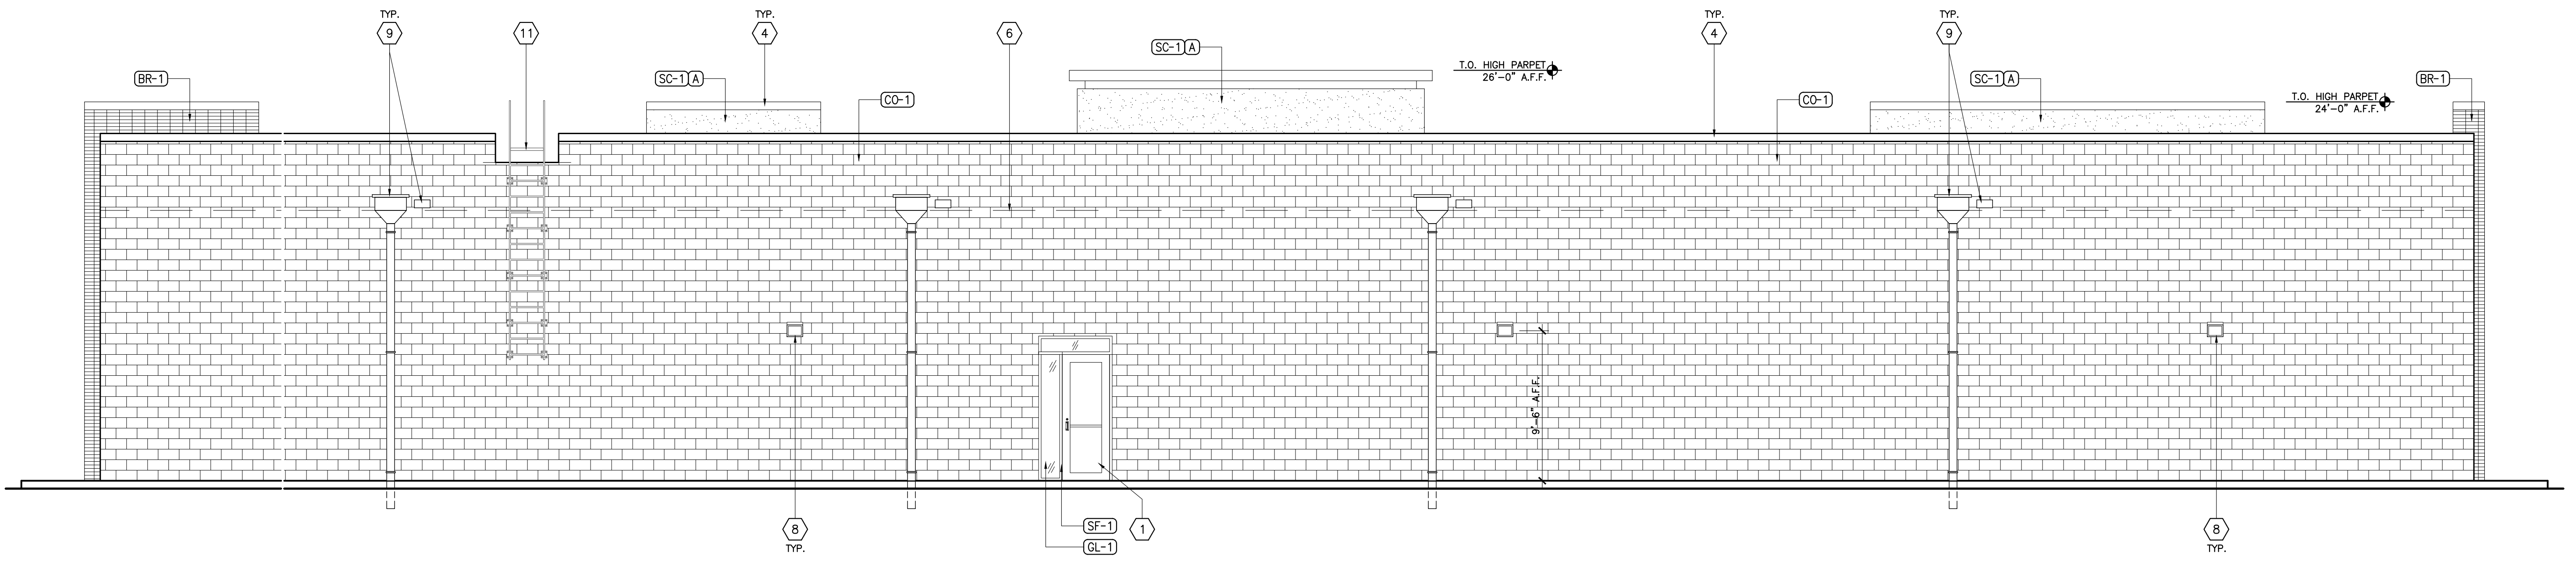 TYP.
9
11
TYP.
4
6
TYP.
4
TYP.
9
BR-1
SC-1 A
CO-1
SC-1 A
T.O. HIGH PARPET
26'-0" A.F.F.
CO-1
SC-1 A
T.O. HIGH PARPET
24'-0" A.F.F.
BR-1
9'-6" A.F.F.
8
TYP.
SF-1
GL-1
1
8
TYP.